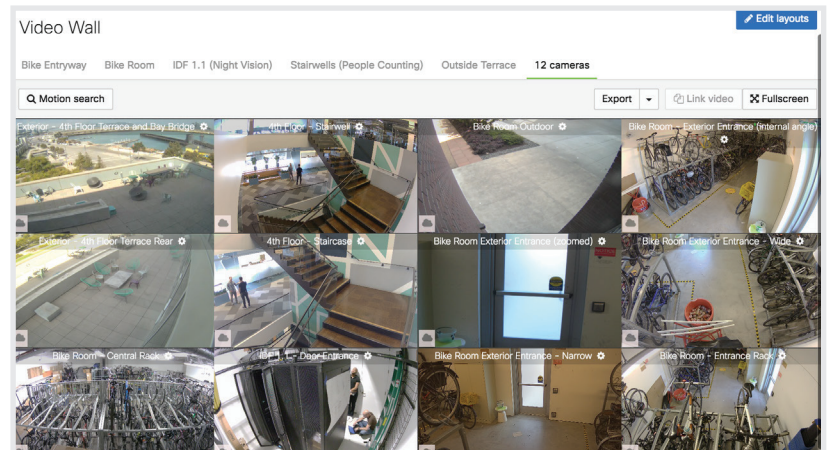 Video Wall
Edit layouts
Bike Entryway Bike Room IDF 1.1 (Night Vision) Stairwells (People Counting) Outside Terrace 12 cameras
Motion search
Export Link video Fullscreen
Exterior - 4th Floor Terrace and Bay Bridge
4th Floor - Stairwell
Bike Room Outdoor
Bike Room - Exterior Entrance (internal angle)
Exterior - 4th Floor Terrace Rear
4th Floor - Staircase
Bike Room Exterior Entrance (zoomed)
Bike Room Exterior Entrance - Wide
Bike Room - Central Rack
IDF 1.1 - Door Entrance
Bike Room Exterior Entrance - Narrow
Bike Room - Entrance Rack